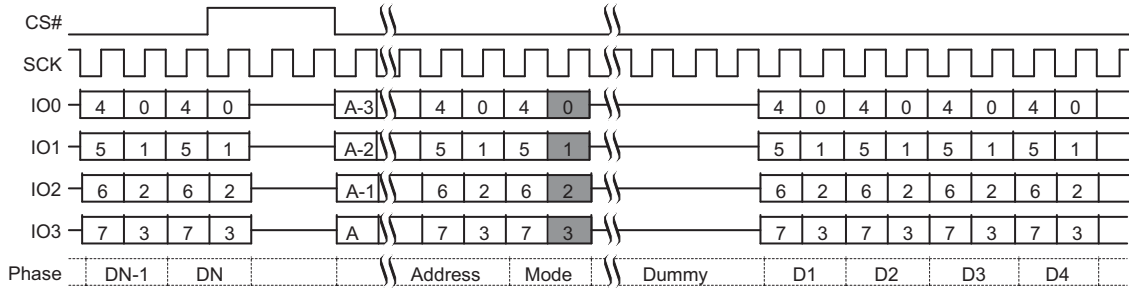 CS#
SCK
IO0 4 0 4 0 A-3 4 0 4 0 4 0 4 0 4 0 4 0
IO1 5 1 5 1 A-2 5 1 5 1 5 1 5 1 5 1 5 1
IO2 6 2 6 2 A-1 6 2 6 2 6 2 6 2 6 2 6 2
IO3 7 3 7 3 A 7 3 7 3 7 3 7 3 7 3 7 3
Phase DN-1 DN Address Mode Dummy D1 D2 D3 D4